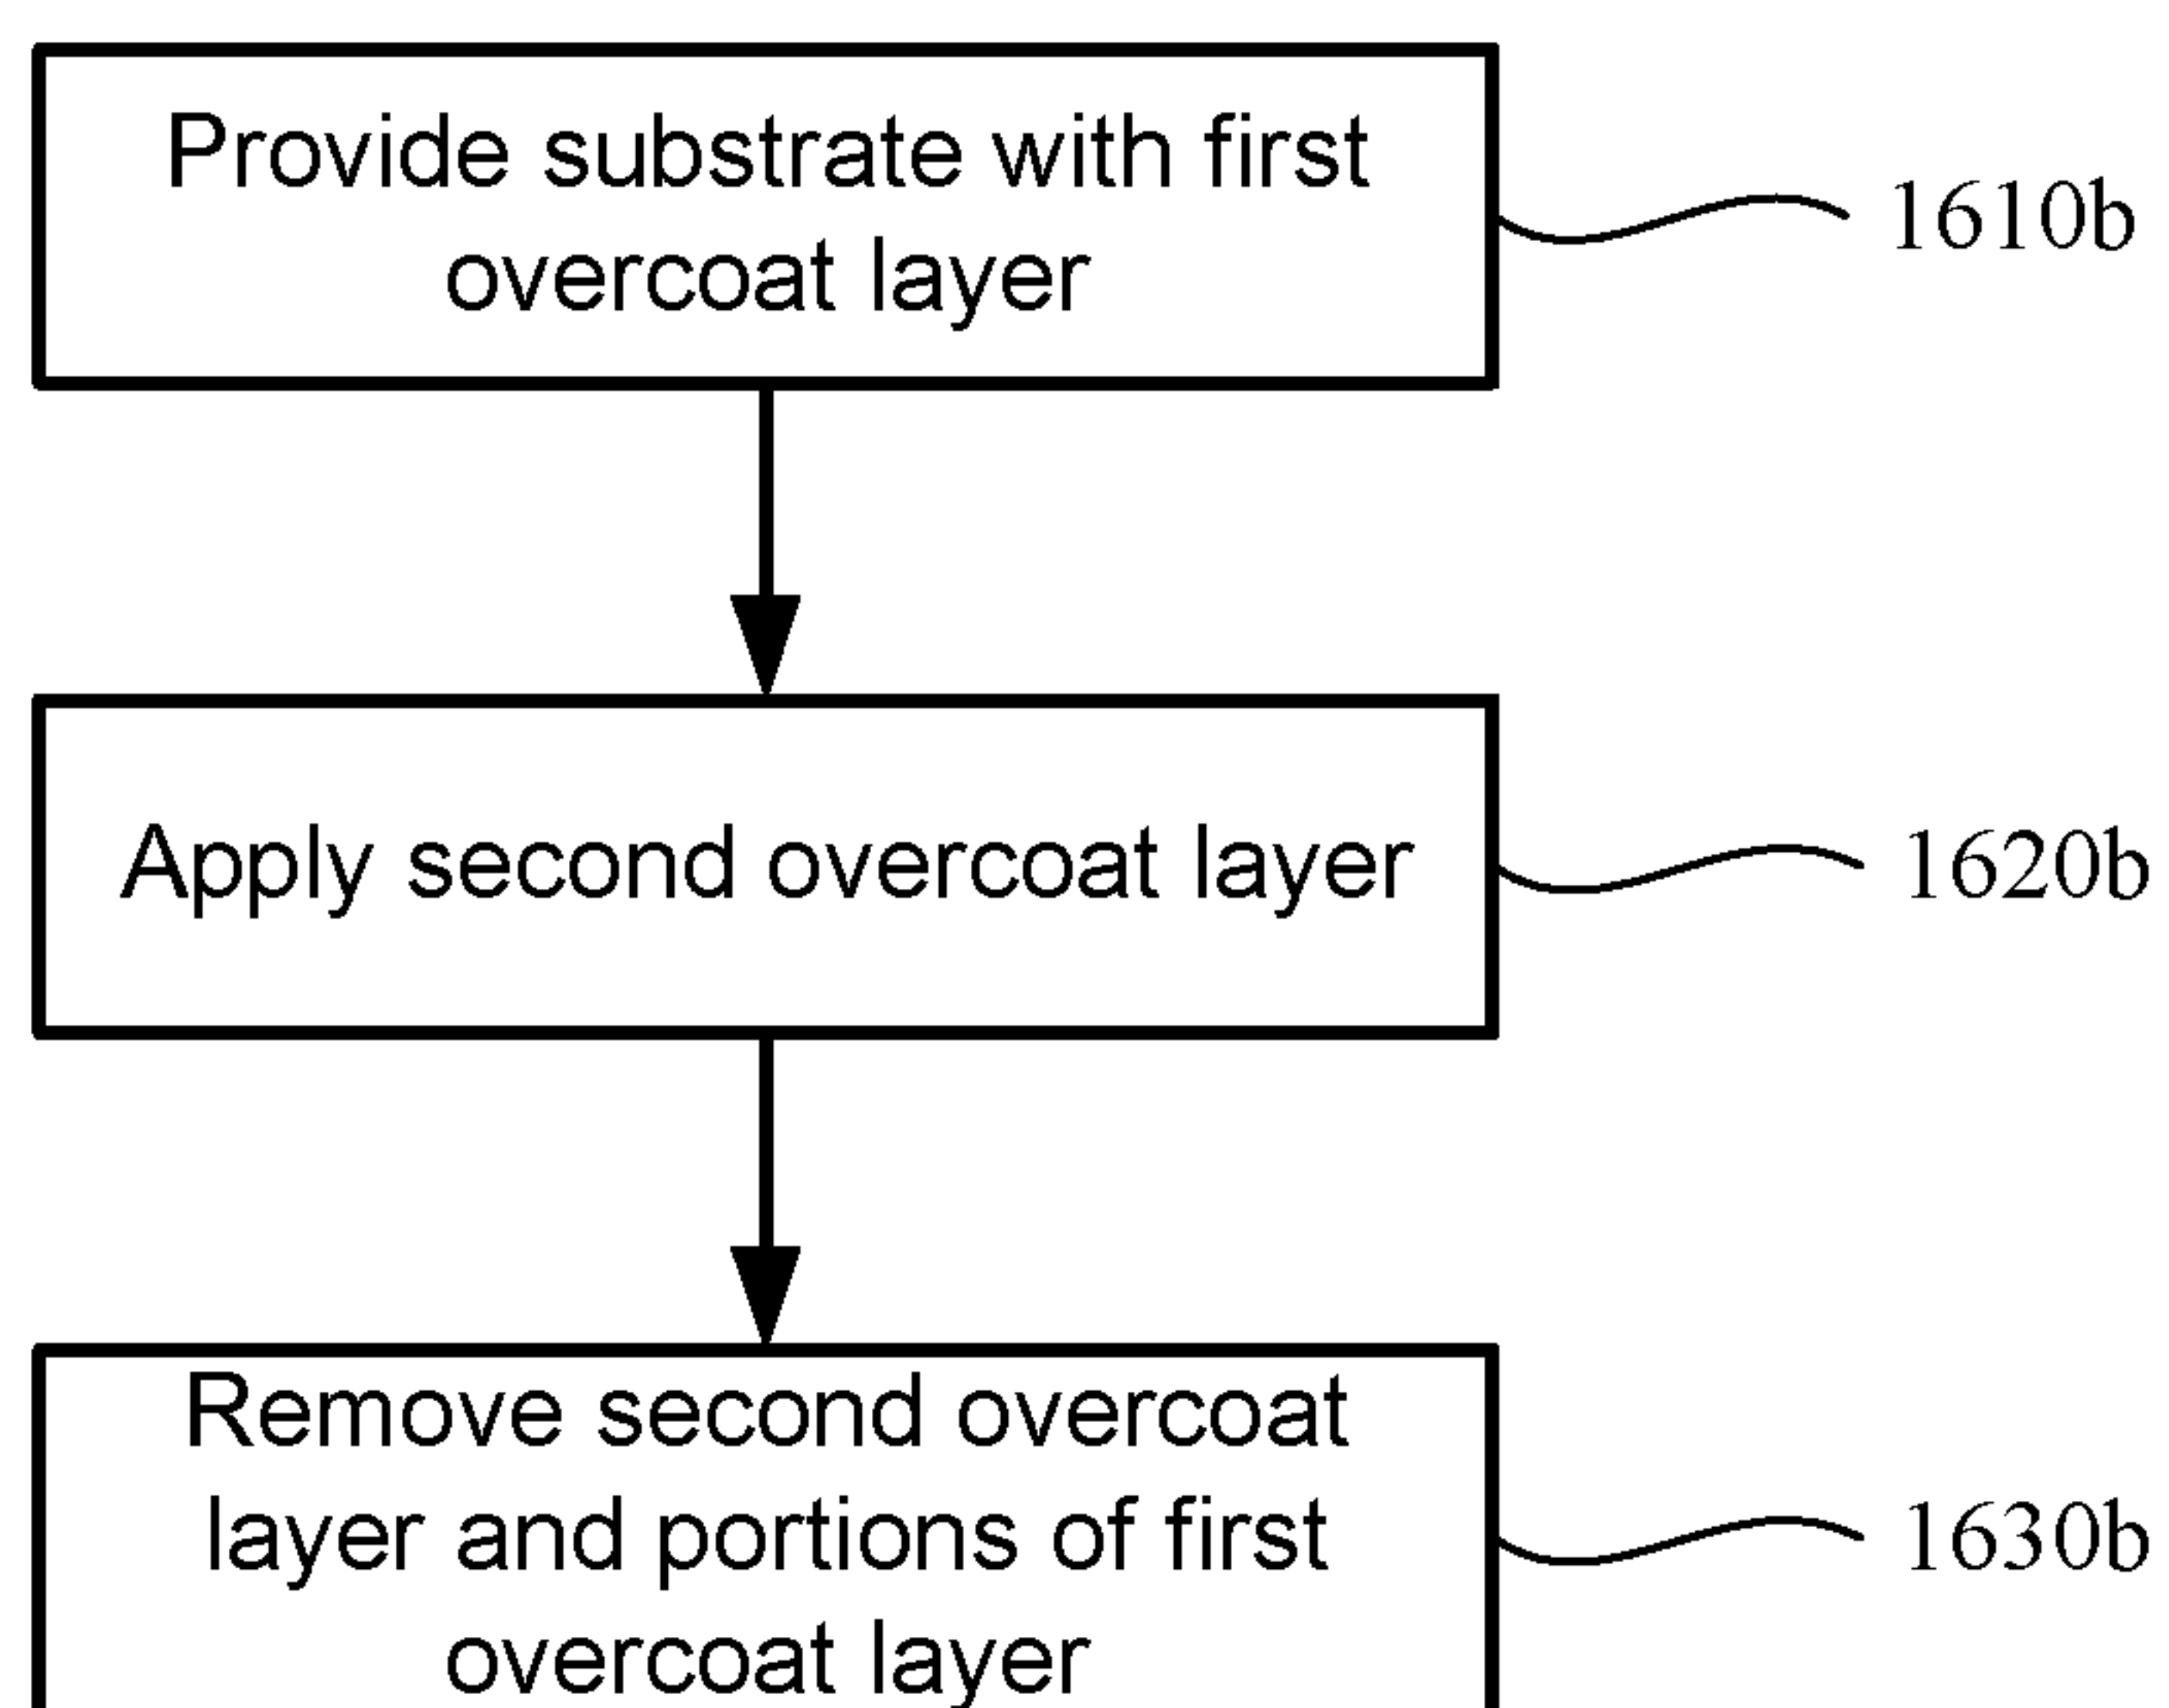 Provide substrate with first
overcoat layer
1610b
Apply second overcoat layer
1620b
Remove second overcoat
layer and portions of first
overcoat layer
1630b